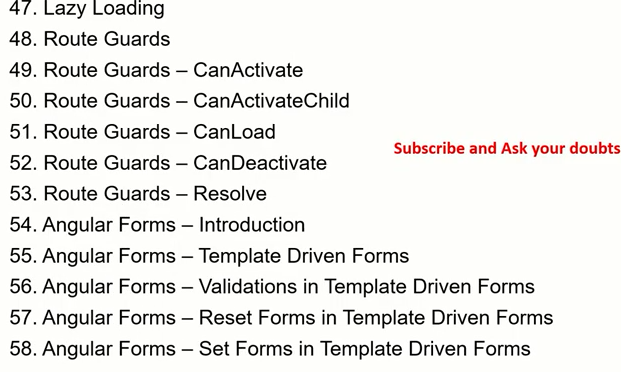 47. Lazy Loading
48. Route Guards
49. Route Guards – CanActivate
50. Route Guards – CanActivateChild
51. Route Guards – CanLoad
Subscribe and Ask your doubts
52. Route Guards – CanDeactivate
53. Route Guards – Resolve
54. Angular Forms – Introduction
55. Angular Forms – Template Driven Forms
56. Angular Forms – Validations in Template Driven Forms
57. Angular Forms – Reset Forms in Template Driven Forms
58. Angular Forms – Set Forms in Template Driven Forms